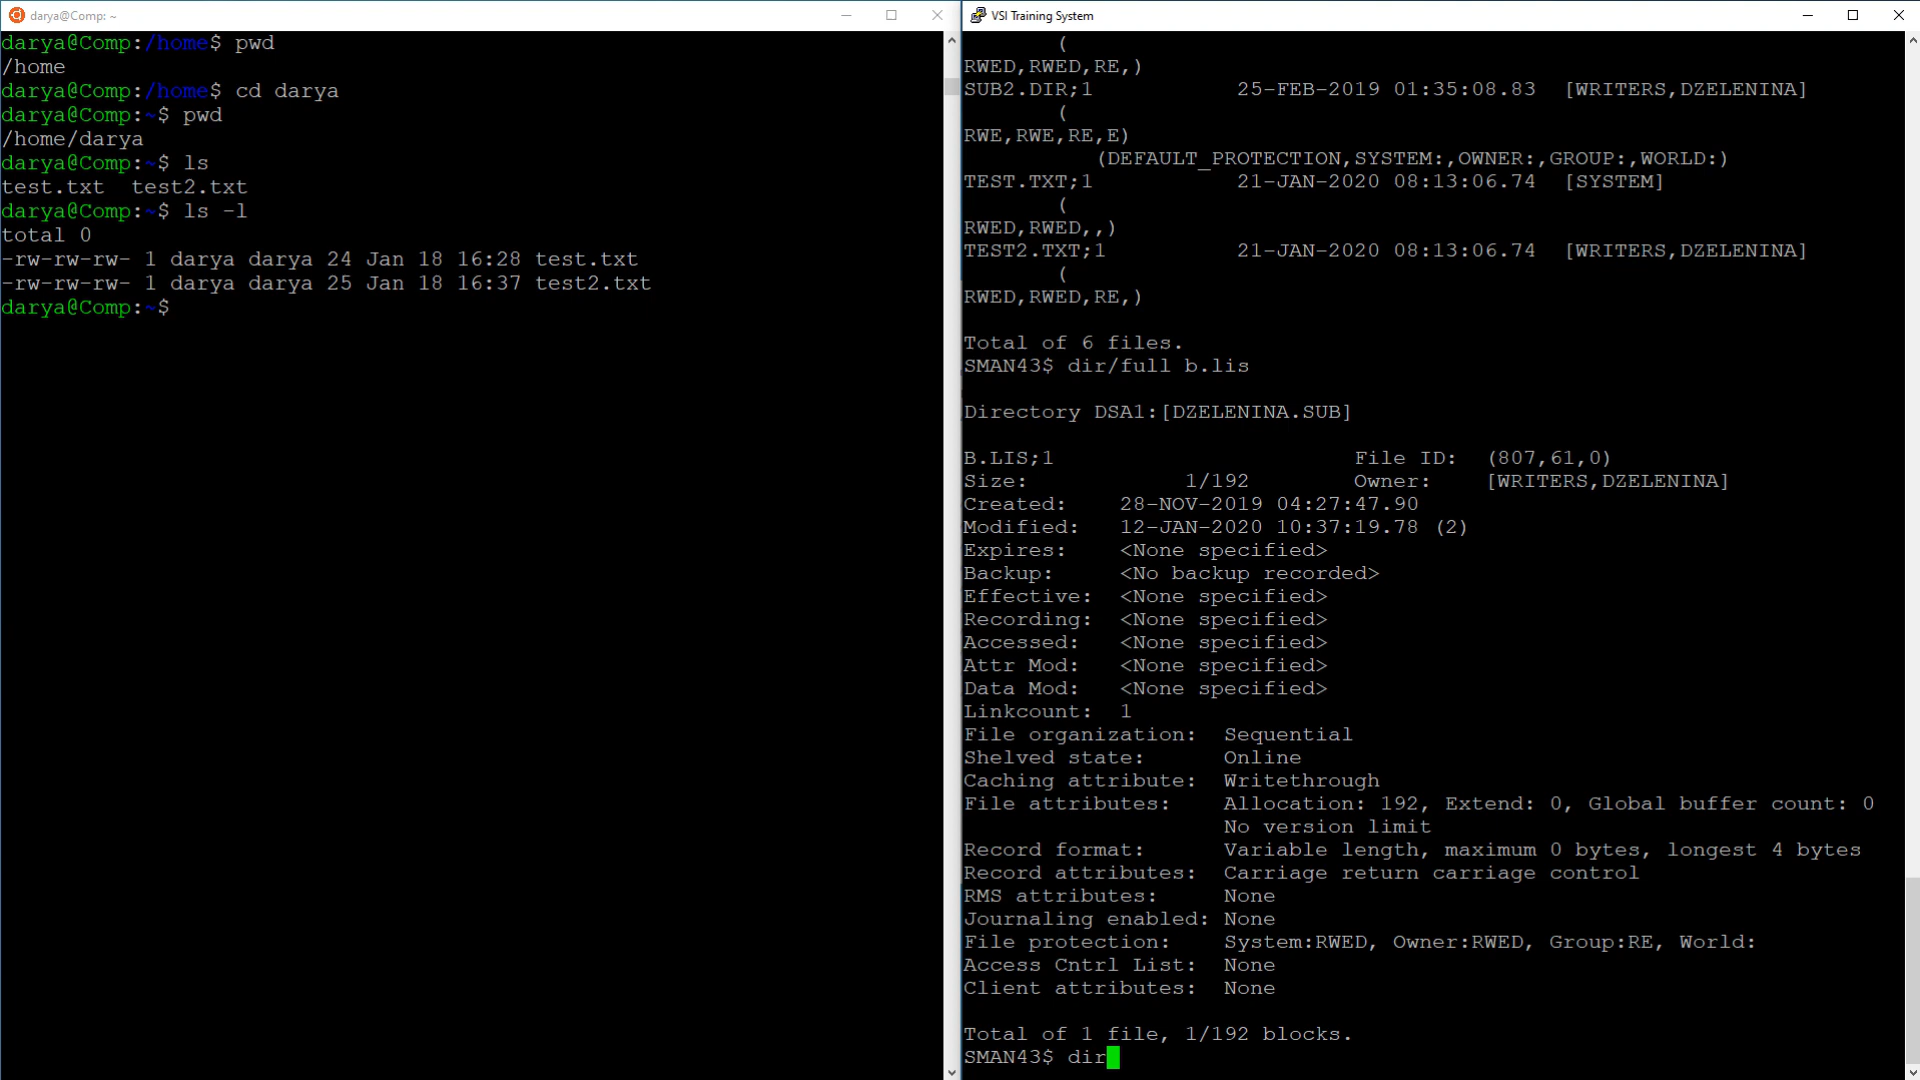 darya@Comp: ~
darya@Comp:/home$ pwd
/home
darya@Comp:/home$ cd darya
darya@Comp:~$ pwd
/home/darya
darya@Comp:~$ ls
test.txt  test2.txt
darya@Comp:~$ ls -l
total 0
-rw-rw-rw- 1 darya darya 24 Jan 18 16:28 test.txt
-rw-rw-rw- 1 darya darya 25 Jan 18 16:37 test2.txt
darya@Comp:~$
VSI Training System
(
RWED,RWED,RE,)
SUB2.DIR;1 25-FEB-2019 01:35:08.83 [WRITERS,DZELENINA]
(
RWE,RWE,RE,E)
(DEFAULT_PROTECTION,SYSTEM:,OWNER:,GROUP:,WORLD:)
TEST.TXT;1 21-JAN-2020 08:13:06.74 [SYSTEM]
(
RWED,RWED,,)
TEST2.TXT;1 21-JAN-2020 08:13:06.74 [WRITERS,DZELENINA]
(
RWED,RWED,RE,)
Total of 6 files.
SMAN43$ dir/full b.lis
Directory DSA1:[DZELENINA.SUB]
B.LIS;1 File ID: (807,61,0)
Size: 1/192 Owner: [WRITERS,DZELENINA]
Created: 28-NOV-2019 04:27:47.90
Modified: 12-JAN-2020 10:37:19.78 (2)
Expires: <None specified>
Backup: <No backup recorded>
Effective: <None specified>
Recording: <None specified>
Accessed: <None specified>
Attr Mod: <None specified>
Data Mod: <None specified>
Linkcount: 1
File organization: Sequential
Shelved state: Online
Caching attribute: Writethrough
File attributes: Allocation: 192, Extend: 0, Global buffer count: 0
No version limit
Record format: Variable length, maximum 0 bytes, longest 4 bytes
Record attributes: Carriage return carriage control
RMS attributes: None
Journaling enabled: None
File protection: System:RWED, Owner:RWED, Group:RE, World:
Access Cntrl List: None
Client attributes: None
Total of 1 file, 1/192 blocks.
SMAN43$ dir